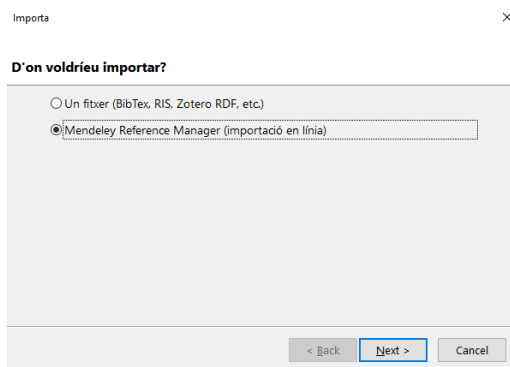 Importa
D'on voldríeu importar?
Un fitxer (BibTex, RIS, Zotero RDF, etc.)
Mendeley Reference Manager (importació en línia)
< Back Next > Cancel